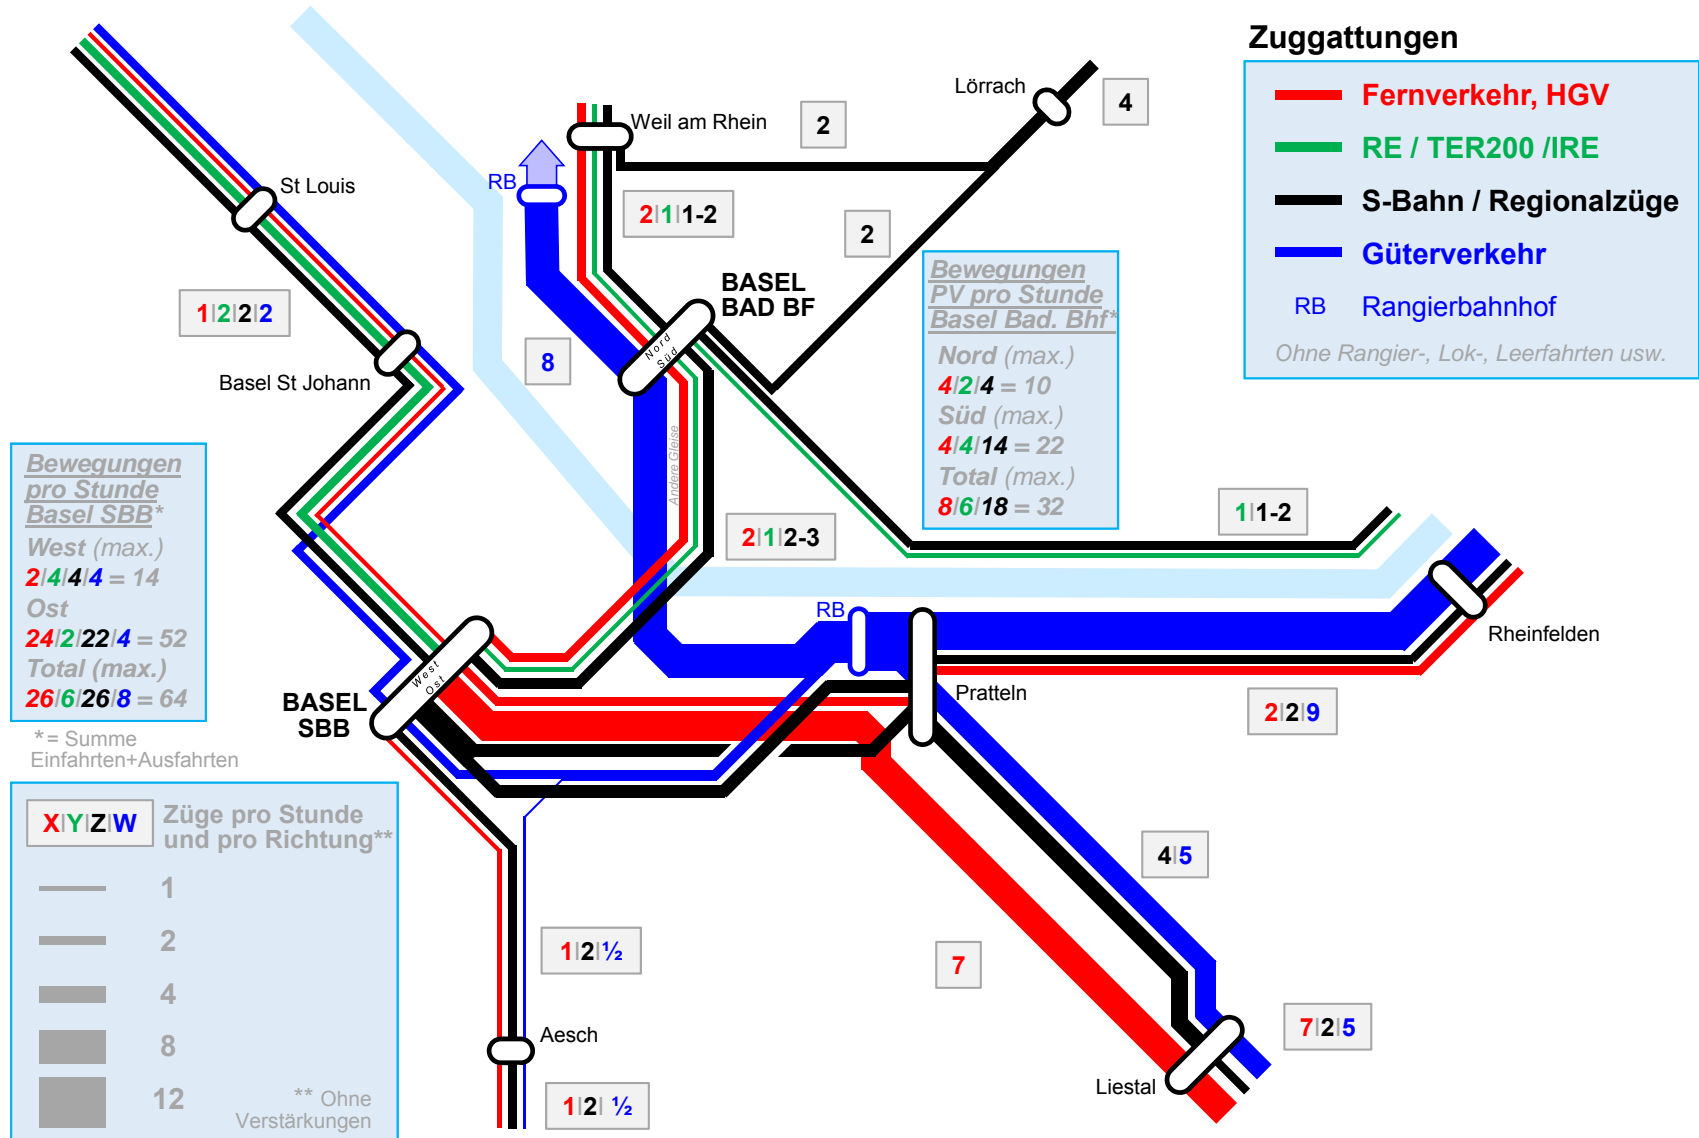 Zuggattungen
Fernverkehr, HGV
RE / TER200 /IRE
S-Bahn / Regionalzüge
Güterverkehr
RB Rangierbahnhof
Ohne Rangier-, Lok-, Leerfahrten usw.
Lörrach
4
Weil am Rhein
2
RB
St Louis
2|1|1-2
2
BASEL
BAD BF
Nord
Süd
1|2|2|2
8
Basel St Johann
Bewegungen
PV pro Stunde
Basel Bad. Bhf*
Nord (max.)
4/2/4 = 10
Süd (max.)
4/4/14 = 22
Total (max.)
8/6/18 = 32
Andere Gleise
Bewegungen
pro Stunde
Basel SBB*
West (max.)
2/4/4/4 = 14
Ost
24/2/22/4 = 52
Total (max.)
26/6/26/8 = 64
*= Summe
Einfahrten+Ausfahrten
2|1|2-3
1|1-2
RB
Rheinfelden
West
Ost
BASEL
SBB
Pratteln
2|2|9
X|Y|Z|W
Züge pro Stunde
und pro Richtung**
1
2
4
8
12
** Ohne
Verstärkungen
4|5
1|2|½
7
Aesch
7|2|5
Liestal
1|2| ½